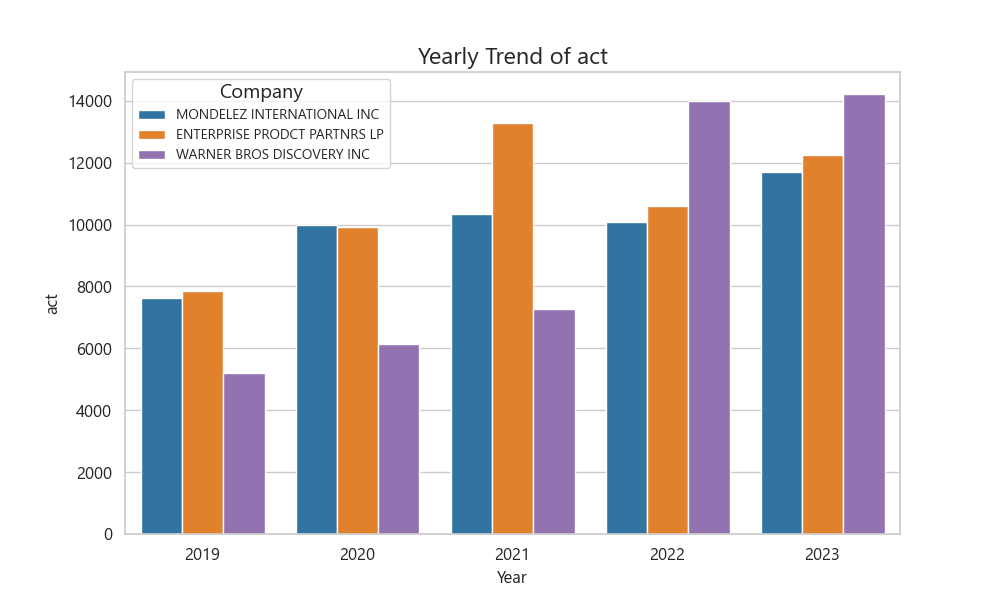 Yearly Trend of act
Company
MONDELEZ INTERNATIONAL INC
ENTERPRISE PRODCT PARTNRS LP
WARNER BROS DISCOVERY INC
act
14000
12000
10000
8000
6000
4000
2000
0
2019 2020 2021 2022 2023
Year